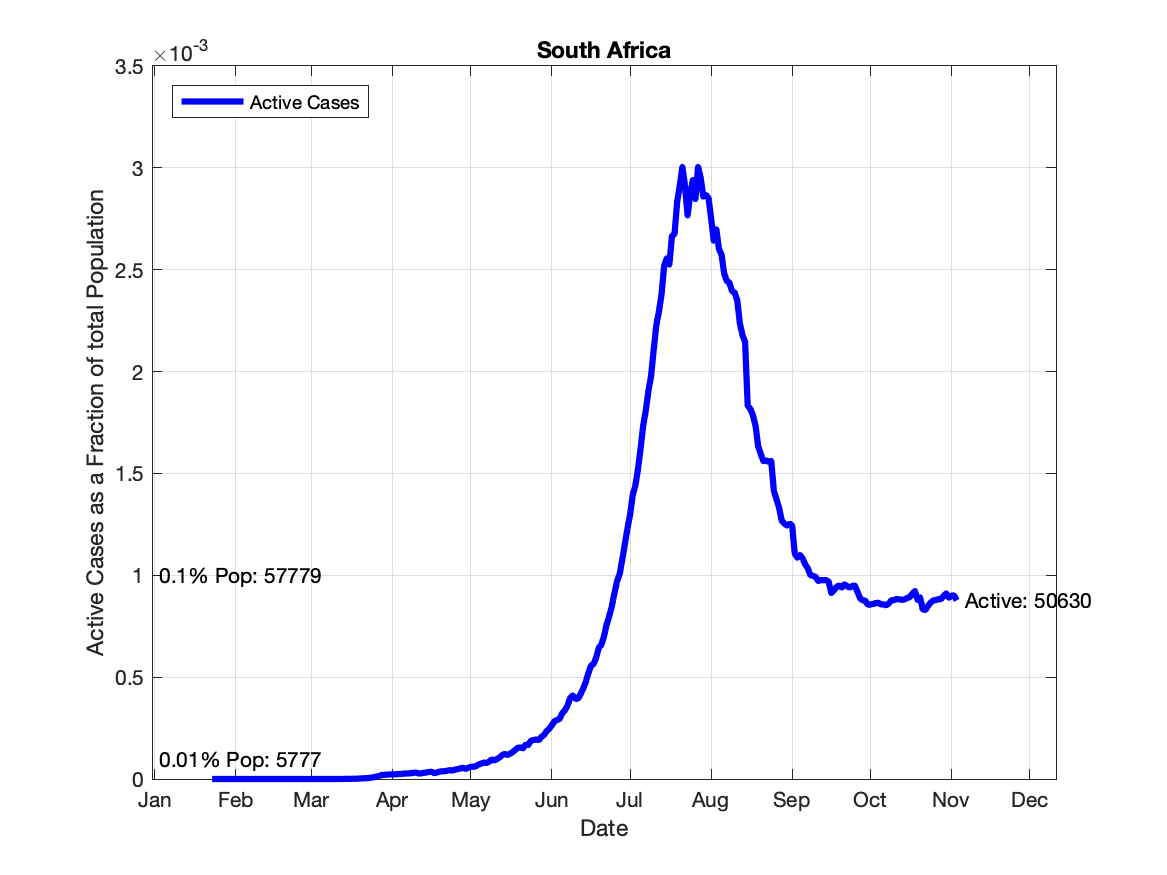 South Africa
×10-3
3.5
Active Cases
3
2.5
2
1.5
1
0.1% Pop: 57779
Active: 50630
0.5
0.01% Pop: 5777
0
Jan Feb Mar Apr May Jun Jul Aug Sep Oct Nov Dec
Date
Active Cases as a Fraction of total Population